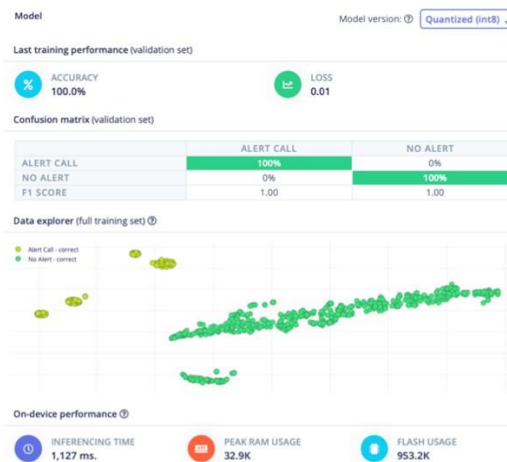 Model
Model version: Quantized (int8)
Last training performance (validation set)
%
ACCURACY
100.0%
LOSS
0.01
Confusion matrix (validation set)
ALERT CALL NO ALERT
ALERT CALL 100% 0%
NO ALERT 0% 100%
F1 SCORE 1.00 1.00
Data explorer (full training set) ?
Alert Call - correct
No Alert - correct
On-device performance ?
INFERENCING TIME
1,127 ms.
PEAK RAM USAGE
32.9K
FLASH USAGE
953.2K